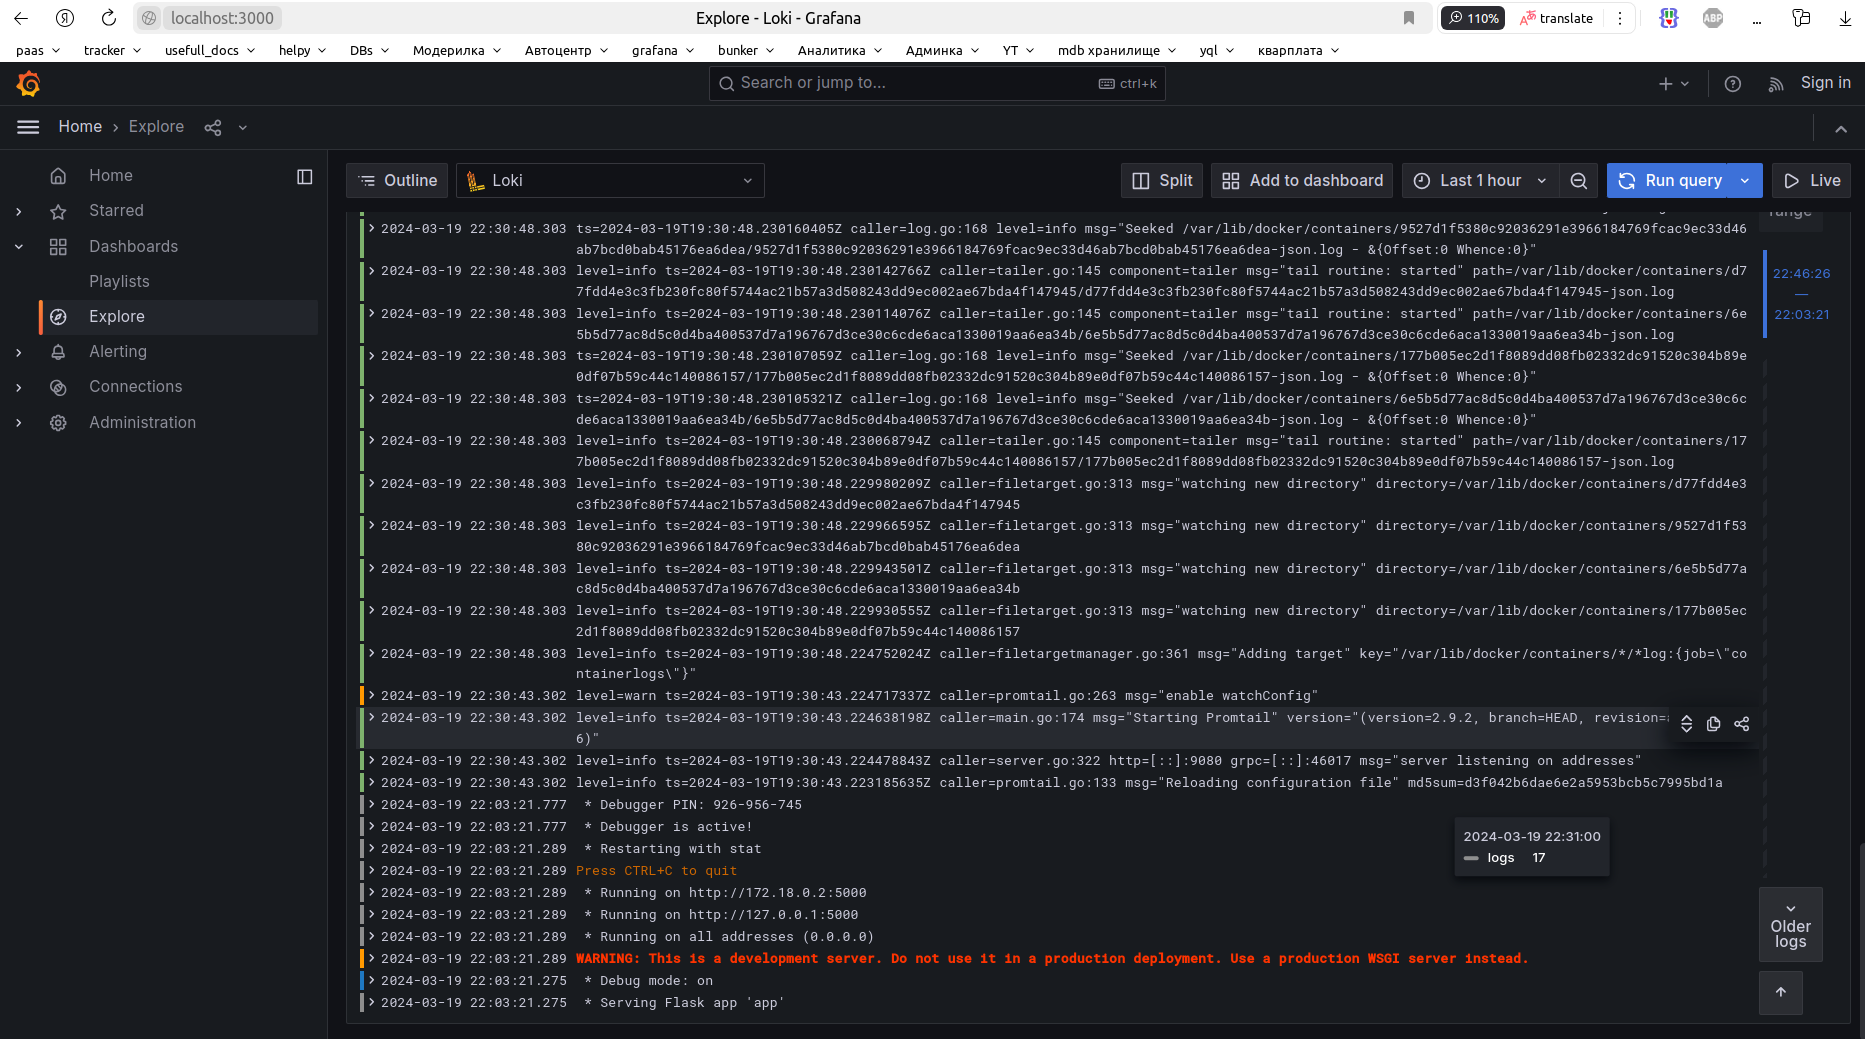 localhost:3000
Explore - Loki - Grafana
110%
translate
ABP
paas
tracker
usefull_docs
helpy
DBs
Модерилка
Автоцентр
grafana
bunker
Аналитика
Админка
YT
mdb хранилище
yql
кварплата
Search or jump to...
ctrl+k
Sign in
Home › Explore
Home
Starred
Dashboards
Playlists
Explore
Alerting
Connections
Administration
Outline
Loki
Split
Add to dashboard
Last 1 hour
Run query
Live
range
22:46:26
—
22:03:21
2024-03-19 22:30:48.303 ts=2024-03-19T19:30:48.230160405Z caller=log.go:168 level=info msg="Seeked /var/lib/docker/containers/9527d1f5380c92036291e3966184769fcac9ec33d46
ab7bcd0bab45176ea6dea/9527d1f5380c92036291e3966184769fcac9ec33d46ab7bcd0bab45176ea6dea-json.log - &{Offset:0 Whence:0}"
2024-03-19 22:30:48.303 level=info ts=2024-03-19T19:30:48.230142766Z caller=tailer.go:145 component=tailer msg="tail routine: started" path=/var/lib/docker/containers/d7
7fdd4e3c3fb230fc80f5744ac21b57a3d508243dd9ec002ae67bda4f147945/d77fdd4e3c3fb230fc80f5744ac21b57a3d508243dd9ec002ae67bda4f147945-json.log
2024-03-19 22:30:48.303 level=info ts=2024-03-19T19:30:48.230114076Z caller=tailer.go:145 component=tailer msg="tail routine: started" path=/var/lib/docker/containers/6e
5b5d77ac8d5c0d4ba400537d7a196767d3ce30c6cde6aca1330019aa6ea34b/6e5b5d77ac8d5c0d4ba400537d7a196767d3ce30c6cde6aca1330019aa6ea34b-json.log
2024-03-19 22:30:48.303 ts=2024-03-19T19:30:48.230107059Z caller=log.go:168 level=info msg="Seeked /var/lib/docker/containers/177b005ec2d1f8089dd08fb02332dc91520c304b89e
0df07b59c44c140086157/177b005ec2d1f8089dd08fb02332dc91520c304b89e0df07b59c44c140086157-json.log - &{Offset:0 Whence:0}"
2024-03-19 22:30:48.303 ts=2024-03-19T19:30:48.230105321Z caller=log.go:168 level=info msg="Seeked /var/lib/docker/containers/6e5b5d77ac8d5c0d4ba400537d7a196767d3ce30c6c
de6aca1330019aa6ea34b/6e5b5d77ac8d5c0d4ba400537d7a196767d3ce30c6cde6aca1330019aa6ea34b-json.log - &{Offset:0 Whence:0}"
2024-03-19 22:30:48.303 level=info ts=2024-03-19T19:30:48.230068794Z caller=tailer.go:145 component=tailer msg="tail routine: started" path=/var/lib/docker/containers/17
7b005ec2d1f8089dd08fb02332dc91520c304b89e0df07b59c44c140086157/177b005ec2d1f8089dd08fb02332dc91520c304b89e0df07b59c44c140086157-json.log
2024-03-19 22:30:48.303 level=info ts=2024-03-19T19:30:48.229980209Z caller=filetarget.go:313 msg="watching new directory" directory=/var/lib/docker/containers/d77fdd4e3
c3fb230fc80f5744ac21b57a3d508243dd9ec002ae67bda4f147945
2024-03-19 22:30:48.303 level=info ts=2024-03-19T19:30:48.229966595Z caller=filetarget.go:313 msg="watching new directory" directory=/var/lib/docker/containers/9527d1f53
80c92036291e3966184769fcac9ec33d46ab7bcd0bab45176ea6dea
2024-03-19 22:30:48.303 level=info ts=2024-03-19T19:30:48.229943501Z caller=filetarget.go:313 msg="watching new directory" directory=/var/lib/docker/containers/6e5b5d77a
c8d5c0d4ba400537d7a196767d3ce30c6cde6aca1330019aa6ea34b
2024-03-19 22:30:48.303 level=info ts=2024-03-19T19:30:48.229930555Z caller=filetarget.go:313 msg="watching new directory" directory=/var/lib/docker/containers/177b005ec
2d1f8089dd08fb02332dc91520c304b89e0df07b59c44c140086157
2024-03-19 22:30:48.303 level=info ts=2024-03-19T19:30:48.224752024Z caller=filetargetmanager.go:361 msg="Adding target" key="/var/lib/docker/containers/*/*log:{job=\"co
ntainerlogs\"}"
2024-03-19 22:30:43.302 level=warn ts=2024-03-19T19:30:43.224717337Z caller=promtail.go:263 msg="enable watchConfig"
2024-03-19 22:30:43.302 level=info ts=2024-03-19T19:30:43.224638198Z caller=main.go:174 msg="Starting Promtail" version="(version=2.9.2, branch=HEAD, revision=
6)"
2024-03-19 22:30:43.302 level=info ts=2024-03-19T19:30:43.224478843Z caller=server.go:322 http=[::]:9080 grpc=[::]:46017 msg="server listening on addresses"
2024-03-19 22:30:43.302 level=info ts=2024-03-19T19:30:43.223185635Z caller=promtail.go:133 msg="Reloading configuration file" md5sum=d3f042b6dae6e2a5953bcb5c7995bd1a
2024-03-19 22:03:21.777 * Debugger PIN: 926-956-745
2024-03-19 22:03:21.777 * Debugger is active!
2024-03-19 22:03:21.289 * Restarting with stat
2024-03-19 22:03:21.289 Press CTRL+C to quit
2024-03-19 22:03:21.289 * Running on http://172.18.0.2:5000
2024-03-19 22:03:21.289 * Running on http://127.0.0.1:5000
2024-03-19 22:03:21.289 * Running on all addresses (0.0.0.0)
2024-03-19 22:03:21.289 WARNING: This is a development server. Do not use it in a production deployment. Use a production WSGI server instead.
2024-03-19 22:03:21.275 * Debug mode: on
2024-03-19 22:03:21.275 * Serving Flask app 'app'
2024-03-19 22:31:00
logs 17
Older
logs